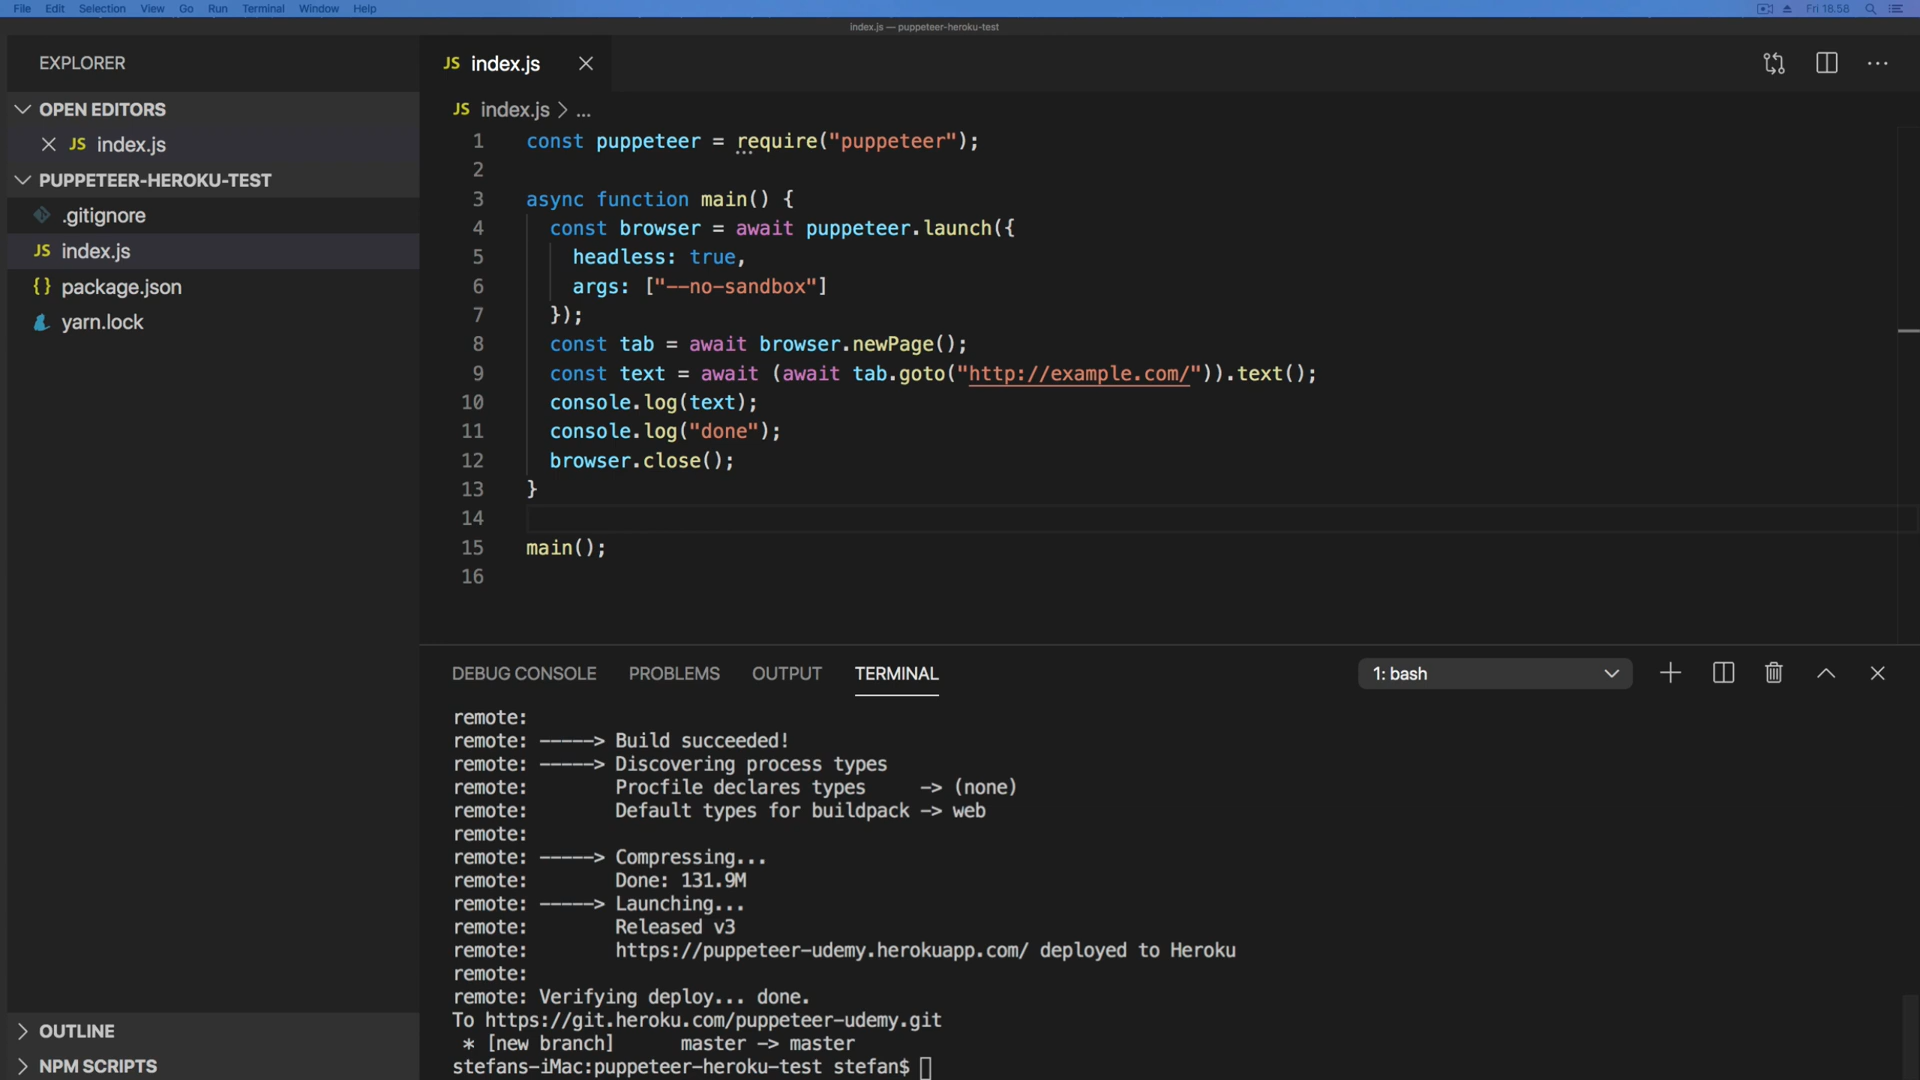 File Edit Selection View Go Run Terminal Window Help
Fri 18.58
index.js — puppeteer-heroku-test
EXPLORER
OPEN EDITORS
JS index.js
PUPPETEER-HEROKU-TEST
.gitignore
JS index.js
{} package.json
yarn.lock
OUTLINE
NPM SCRIPTS
JS index.js
JS index.js > ...
1 const puppeteer = require("puppeteer");
2
3 async function main() {
4 const browser = await puppeteer.launch({
5 headless: true,
6 args: ["--no-sandbox"]
7 });
8 const tab = await browser.newPage();
9 const text = await (await tab.goto("http://example.com/")).text();
10 console.log(text);
11 console.log("done");
12 browser.close();
13 }
14
15 main();
16
DEBUG CONSOLE PROBLEMS OUTPUT TERMINAL
1: bash
remote:
remote: -----> Build succeeded!
remote: -----> Discovering process types
remote: Procfile declares types -> (none)
remote: Default types for buildpack -> web
remote:
remote: -----> Compressing...
remote: Done: 131.9M
remote: -----> Launching...
remote: Released v3
remote: https://puppeteer-udemy.herokuapp.com/ deployed to Heroku
remote:
remote: Verifying deploy... done.
To https://git.heroku.com/puppeteer-udemy.git
* [new branch] master -> master
stefans-iMac:puppeteer-heroku-test stefan$